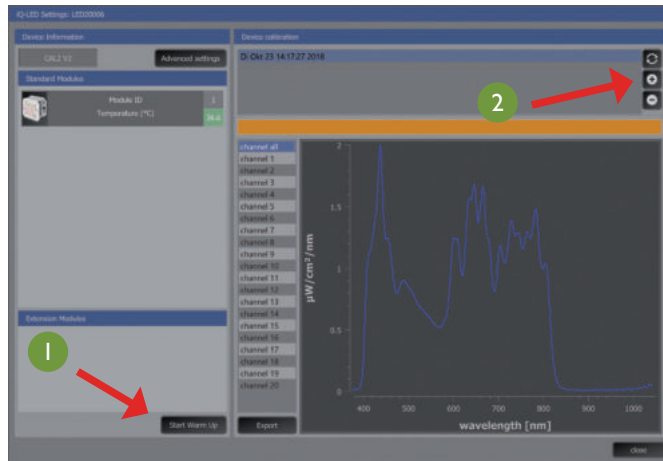 iQ-LED Settings: LED20006
Device Information
CAL2 V2
Advanced settings
Standard Modules
Module ID
1
Temperature (°C)
Extension Modules
1
Start Warm Up
Device calibration
Di Okt 23 14:17:27 2018
2
channel all
channel 1
channel 2
channel 3
channel 4
channel 5
channel 6
channel 7
channel 8
channel 9
channel 10
channel 11
channel 12
channel 13
channel 14
channel 15
channel 16
channel 17
channel 18
channel 19
channel 20
Export
µW/cm²/nm
2
1.5
1
0.5
0
400 500 600 700 800 900 1000
wavelength [nm]
close